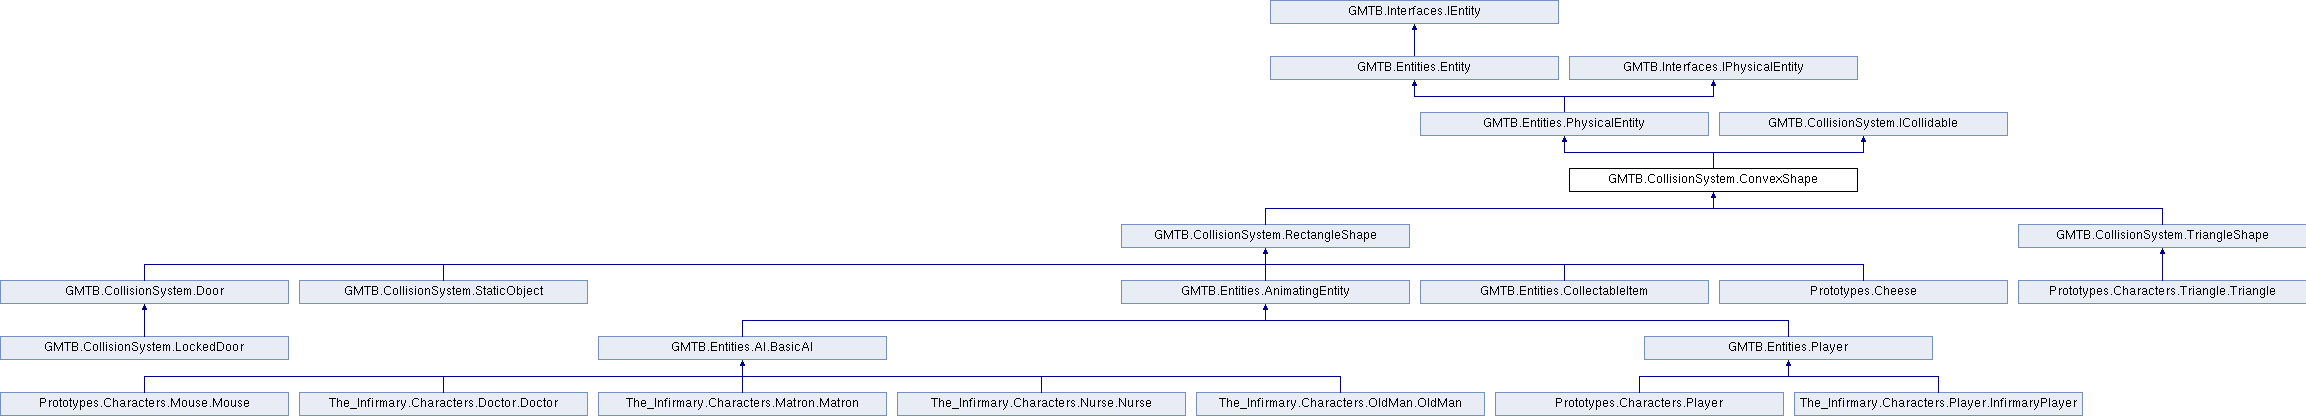 GMTB.Interfaces.IEntity
GMTB.Entities.Entity
GMTB.Interfaces.IPhysicalEntity
GMTB.Entities.PhysicalEntity
GMTB.CollisionSystem.ICollidable
GMTB.CollisionSystem.ConvexShape
GMTB.CollisionSystem.RectangleShape
GMTB.CollisionSystem.TriangleShape
GMTB.CollisionSystem.Door
GMTB.CollisionSystem.StaticObject
GMTB.Entities.AnimatingEntity
GMTB.Entities.CollectableItem
Prototypes.Cheese
Prototypes.Characters.Triangle.Triangle
GMTB.CollisionSystem.LockedDoor
GMTB.Entities.AI.BasicAI
GMTB.Entities.Player
Prototypes.Characters.Mouse.Mouse
The_Infirmary.Characters.Doctor.Doctor
The_Infirmary.Characters.Matron.Matron
The_Infirmary.Characters.Nurse.Nurse
The_Infirmary.Characters.OldMan.OldMan
Prototypes.Characters.Player
The_Infirmary.Characters.Player.InfirmaryPlayer